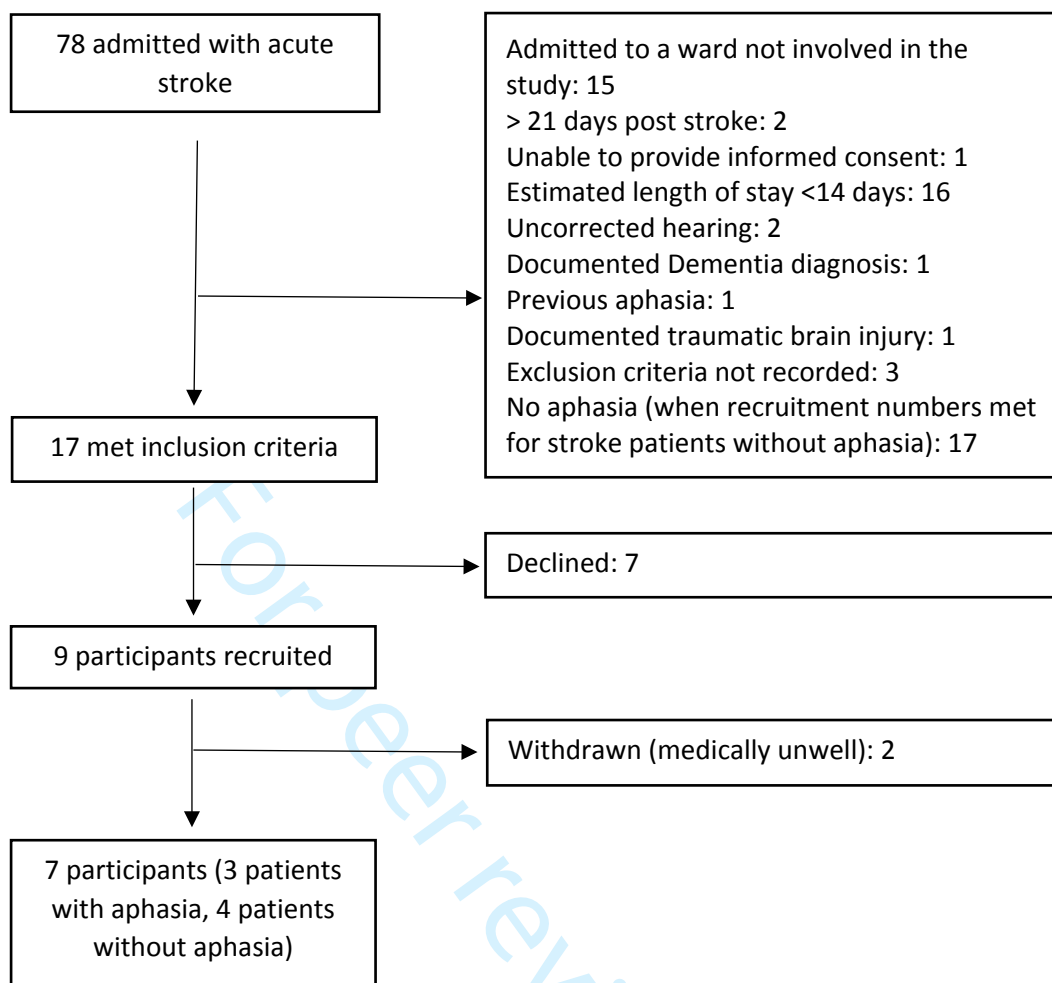 78 admitted with acute
stroke
Admitted to a ward not involved in the
study: 15
> 21 days post stroke: 2
Unable to provide informed consent: 1
Estimated length of stay <14 days: 16
Uncorrected hearing: 2
Documented Dementia diagnosis: 1
Previous aphasia: 1
Documented traumatic brain injury: 1
Exclusion criteria not recorded: 3
No aphasia (when recruitment numbers met
for stroke patients without aphasia): 17
17 met inclusion criteria
Declined: 7
9 participants recruited
Withdrawn (medically unwell): 2
7 participants (3 patients
with aphasia, 4 patients
without aphasia)
For peer revi